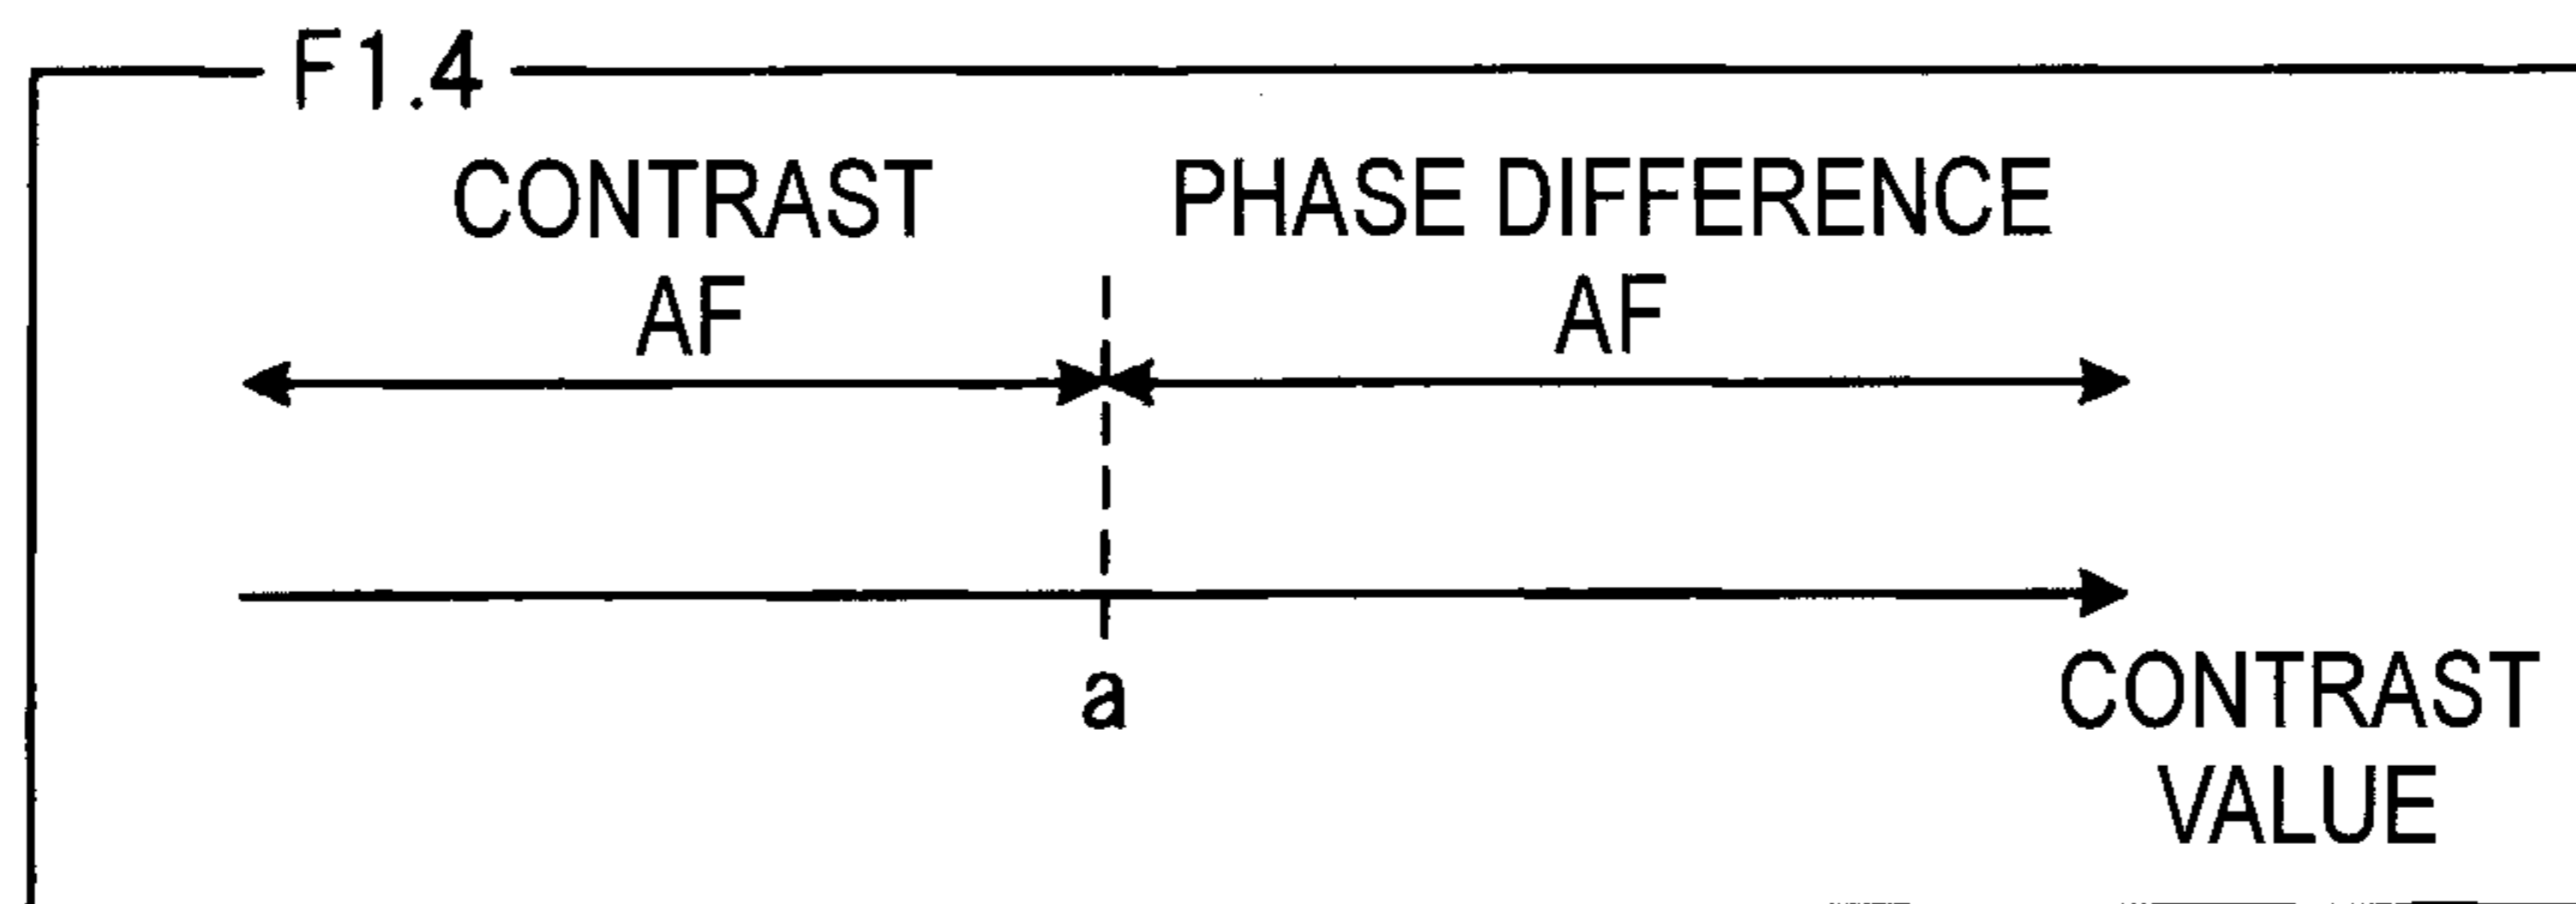 F1.4
CONTRAST
AF
PHASE DIFFERENCE
AF
a
CONTRAST
VALUE